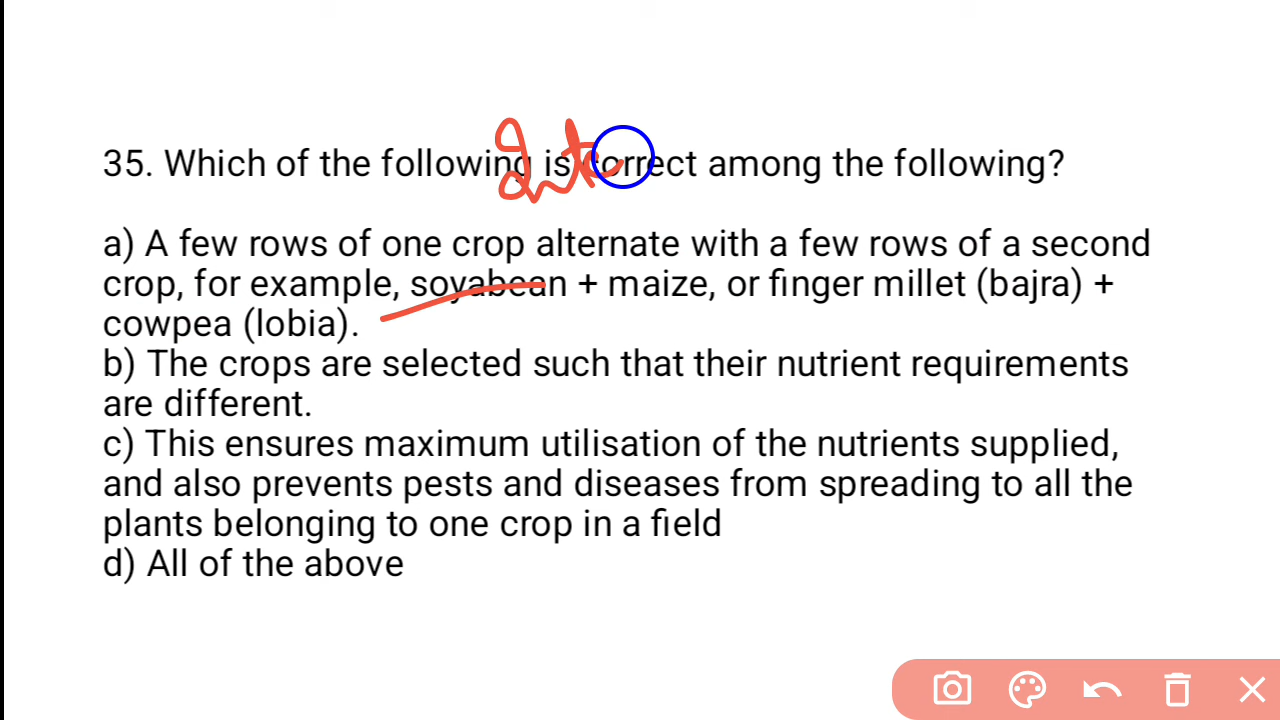 35. Which of the following is correct among the following?
a) A few rows of one crop alternate with a few rows of a second
crop, for example, soyabean + maize, or finger millet (bajra) +
cowpea (lobia).
b) The crops are selected such that their nutrient requirements
are different.
c) This ensures maximum utilisation of the nutrients supplied,
and also prevents pests and diseases from spreading to all the
plants belonging to one crop in a field
d) All of the above